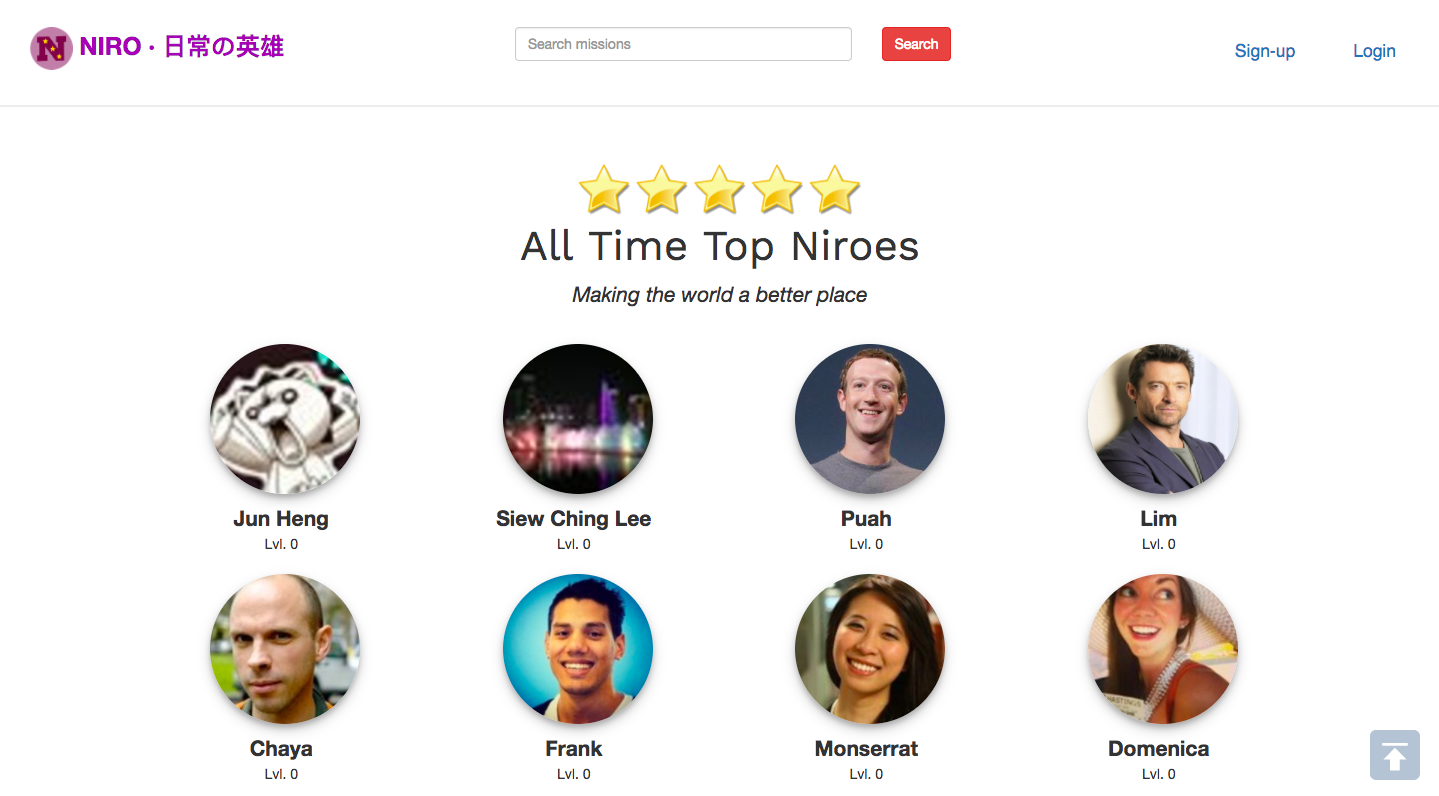 N
NIRO · 日常の英雄
Search missions
Search
Sign-up
Login
All Time Top Niroes
Making the world a better place
Jun Heng
Siew Ching Lee
Puah
Lim
Lvl. 0
Lvl. 0
Lvl. 0
Lvl. 0
Chaya
Frank
Monserrat
Domenica
Lvl. 0
Lvl. 0
Lvl. 0
Lvl. 0